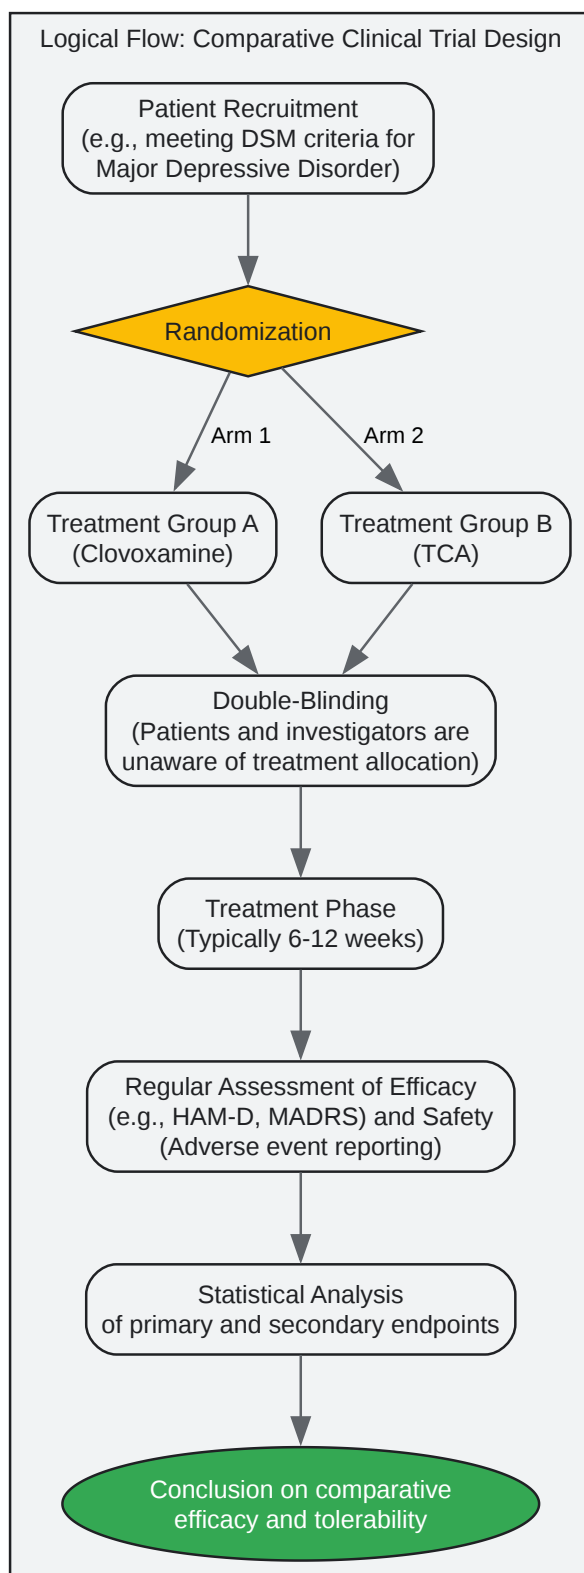 Logical Flow: Comparative Clinical Trial Design
Patient Recruitment
(e.g., meeting DSM criteria for
Major Depressive Disorder)
Randomization
Arm 1
Arm 2
Treatment Group A
(Clovoxamine)
Treatment Group B
(TCA)
Double-Blinding
(Patients and investigators are
unaware of treatment allocation)
Treatment Phase
(Typically 6-12 weeks)
Regular Assessment of Efficacy
(e.g., HAM-D, MADRS) and Safety
(Adverse event reporting)
Statistical Analysis
of primary and secondary endpoints
Conclusion on comparative
efficacy and tolerability